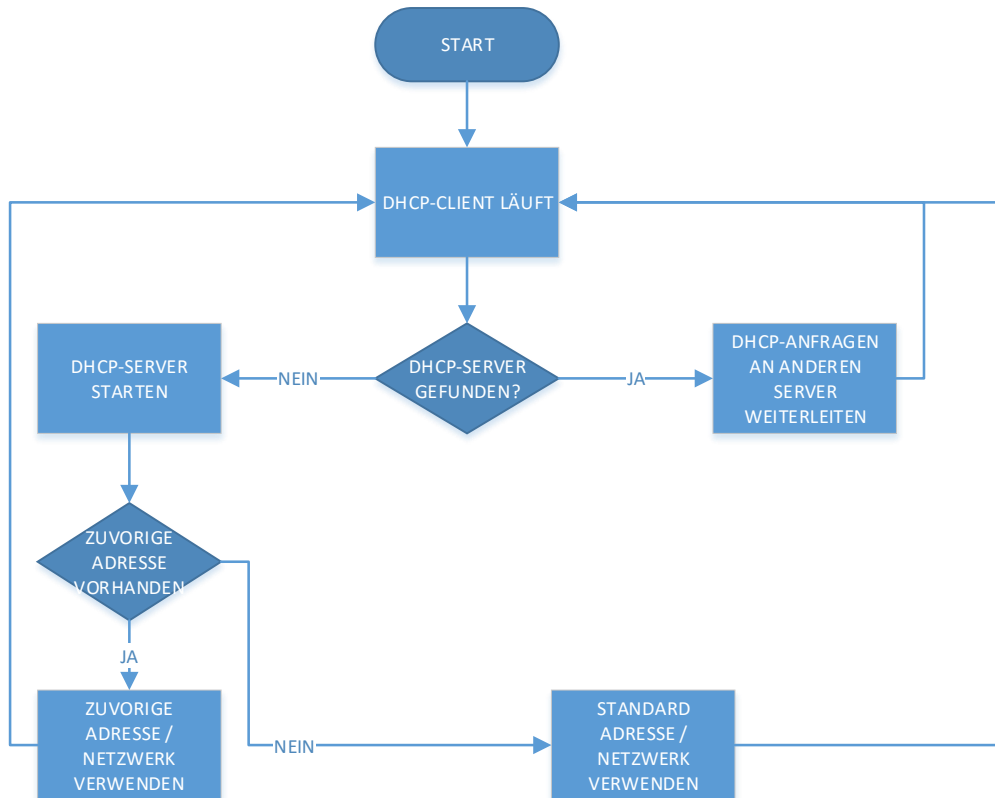 START
DHCP-CLIENT LÄUFT
DHCP-SERVER
STARTEN
NEIN
DHCP-SERVER
GEFUNDEN?
JA
DHCP-ANFRAGEN
AN ANDEREN
SERVER
WEITERLEITEN
ZUVORIGE
ADRESSE
VORHANDEN
JA
ZUVORIGE
ADRESSE /
NETZWERK
VERWENDEN
NEIN
STANDARD
ADRESSE /
NETZWERK
VERWENDEN